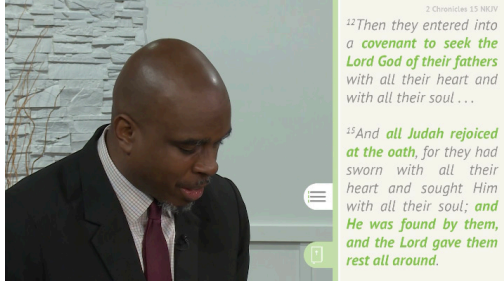 2 Chronicles 15 NKJV
12Then they entered into
a covenant to seek the
Lord God of their fathers
with all their heart and
with all their soul . . .
15And all Judah rejoiced
at the oath, for they had
sworn with all their
heart and sought Him
with all their soul; and
He was found by them,
and the Lord gave them
rest all around.